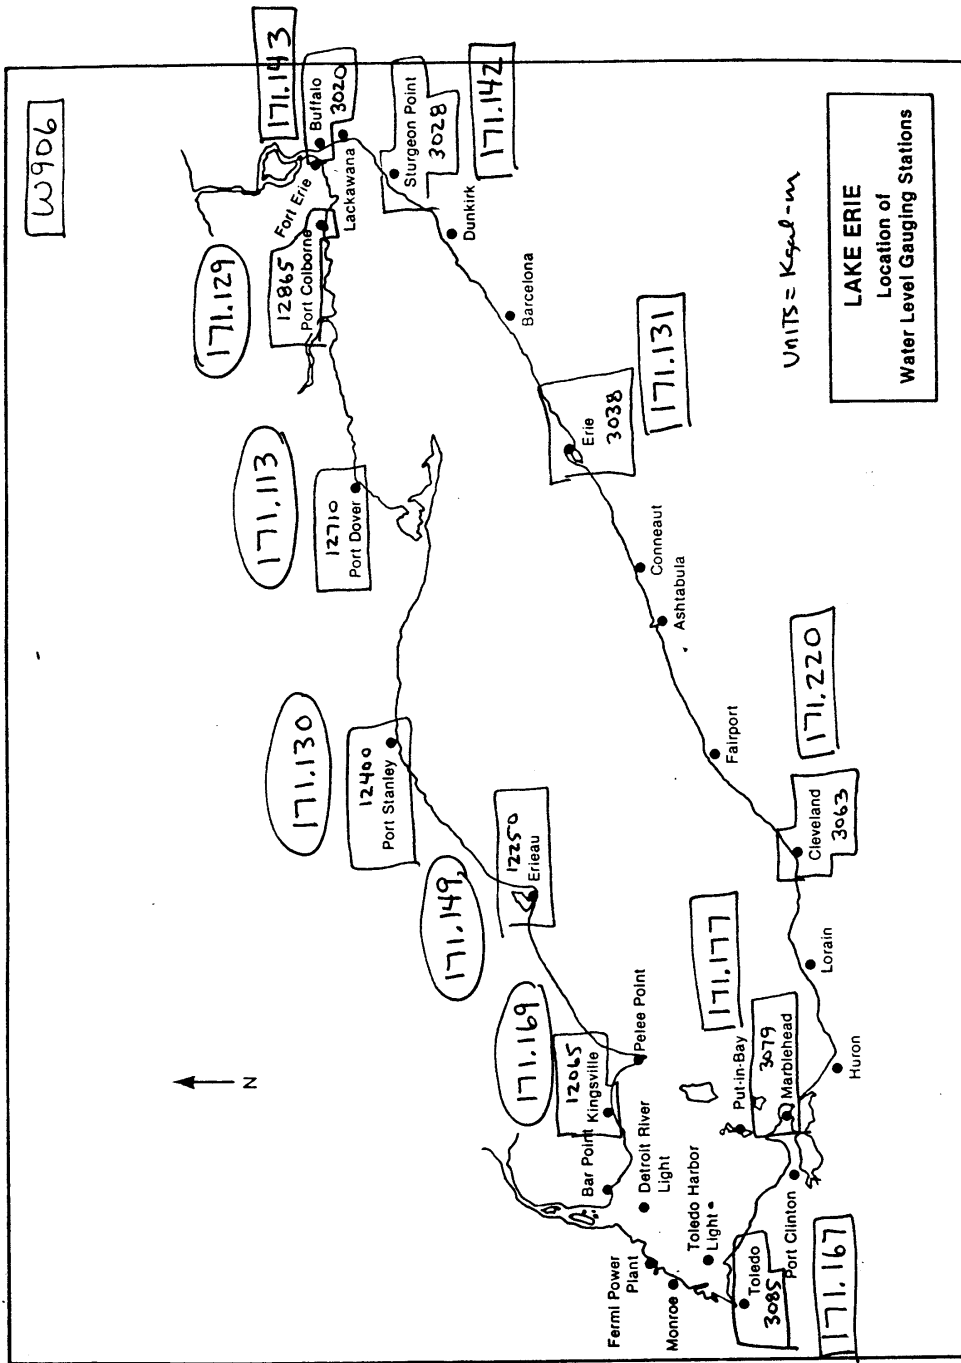 W906
171.143
Buffalo
3020
Fort Erie
Lackawana
171.129
12865
Port Colborne
Sturgeon Point
3028
171.142
Dunkirk
Barcelona
171.113
12710
Port Dover
Erie
3038
171.131
Conneaut
Ashtabula
171.130
12400
Port Stanley
Fairport
171.220
Cleveland
3063
171.149
12250
Erieau
171.169
12065
Kingsville
Pelee Point
Lorain
Huron
171.177
3079
Marblehead
Put-in-Bay
Bar Point
Detroit River
Light
Toledo Harbor
Light
Port Clinton
Fermi Power
Plant
Monroe
Toledo
3085
171.167
N
UNITS = Kgal-m
LAKE ERIE
Location of
Water Level Gauging Stations